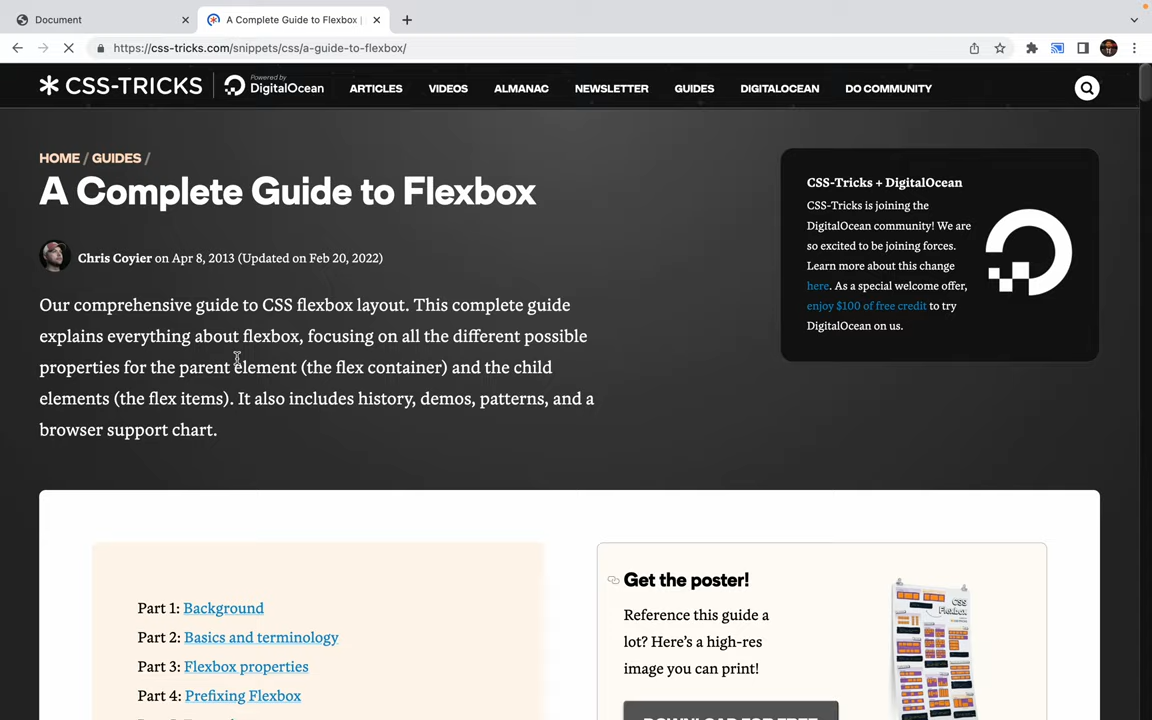 Document
A Complete Guide to Flexbox |
https://css-tricks.com/snippets/css/a-guide-to-flexbox/
CSS-TRICKS
Powered by
DigitalOcean
ARTICLES
VIDEOS
ALMANAC
NEWSLETTER
GUIDES
DIGITALOCEAN
DO COMMUNITY
HOME / GUIDES /
A Complete Guide to Flexbox
Chris Coyier on Apr 8, 2013 (Updated on Feb 20, 2022)
Our comprehensive guide to CSS flexbox layout. This complete guide
explains everything about flexbox, focusing on all the different possible
properties for the parent element (the flex container) and the child
elements (the flex items). It also includes history, demos, patterns, and a
browser support chart.
CSS-Tricks + DigitalOcean
CSS-Tricks is joining the
DigitalOcean community! We are
so excited to be joining forces.
Learn more about this change
here. As a special welcome offer,
enjoy $100 of free credit to try
DigitalOcean on us.
Part 1: Background
Part 2: Basics and terminology
Part 3: Flexbox properties
Part 4: Prefixing Flexbox
Get the poster!
Reference this guide a
lot? Here's a high-res
image you can print!
DOWNLOAD FOR FREE
CSS
Flexbox